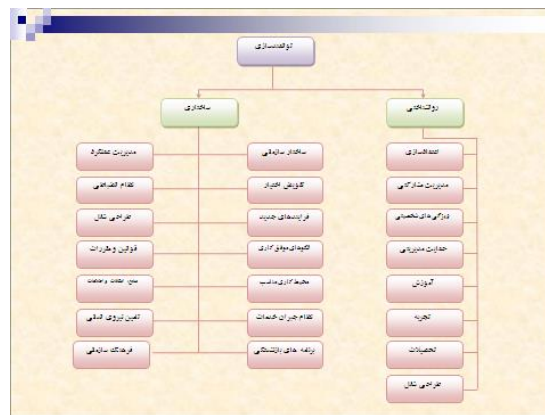 توانمندسازی
روانشناختی
ساختاری
اعتمادسازی
مدیریت مشارکتی
ویژگی های شخصیتی
حمایت مدیریتی
آموزش
تجربه
تحصیلات
طراحی شغل
ساختار سازمانی
تفویض اختیار
فرایندهای جدید
الگوهای موفق کاری
محیط کاری مناسب
نظام جبران خدمات
برنامه های بازنشستگی
مدیریت عملکرد
نظام انضباطی
طراحی شغل
قوانین و مقررات
تامین نیروی انسانی
فرهنگ سازمانی